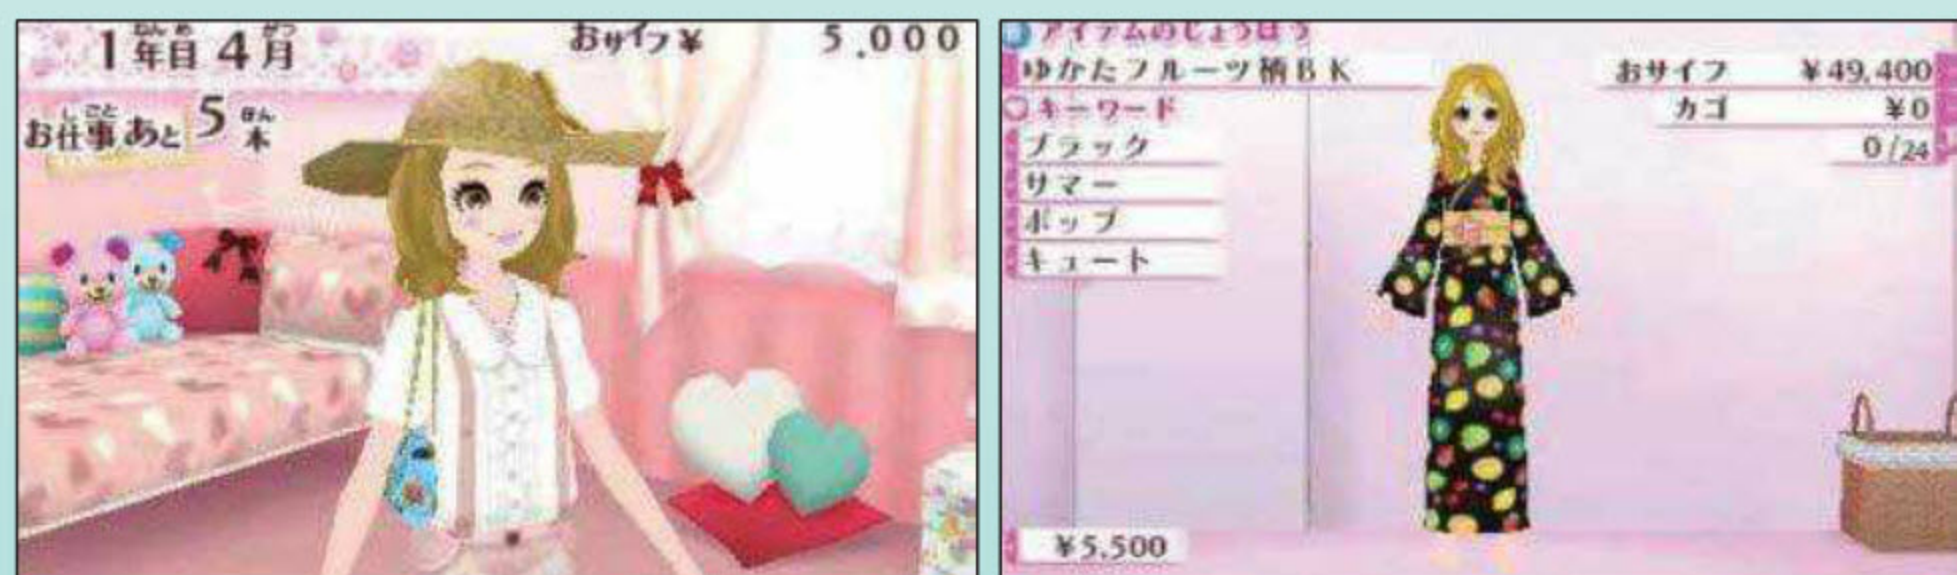 1年目 4月
おサイフ ¥ 5,000
お仕事あと 5本
アイテムのじょうほう
ゆかたフルーツ柄BK
おサイフ ¥49,400
キーワード
カゴ ¥0
ブラック
0/24
サマー
ポップ
キュート
¥5,500